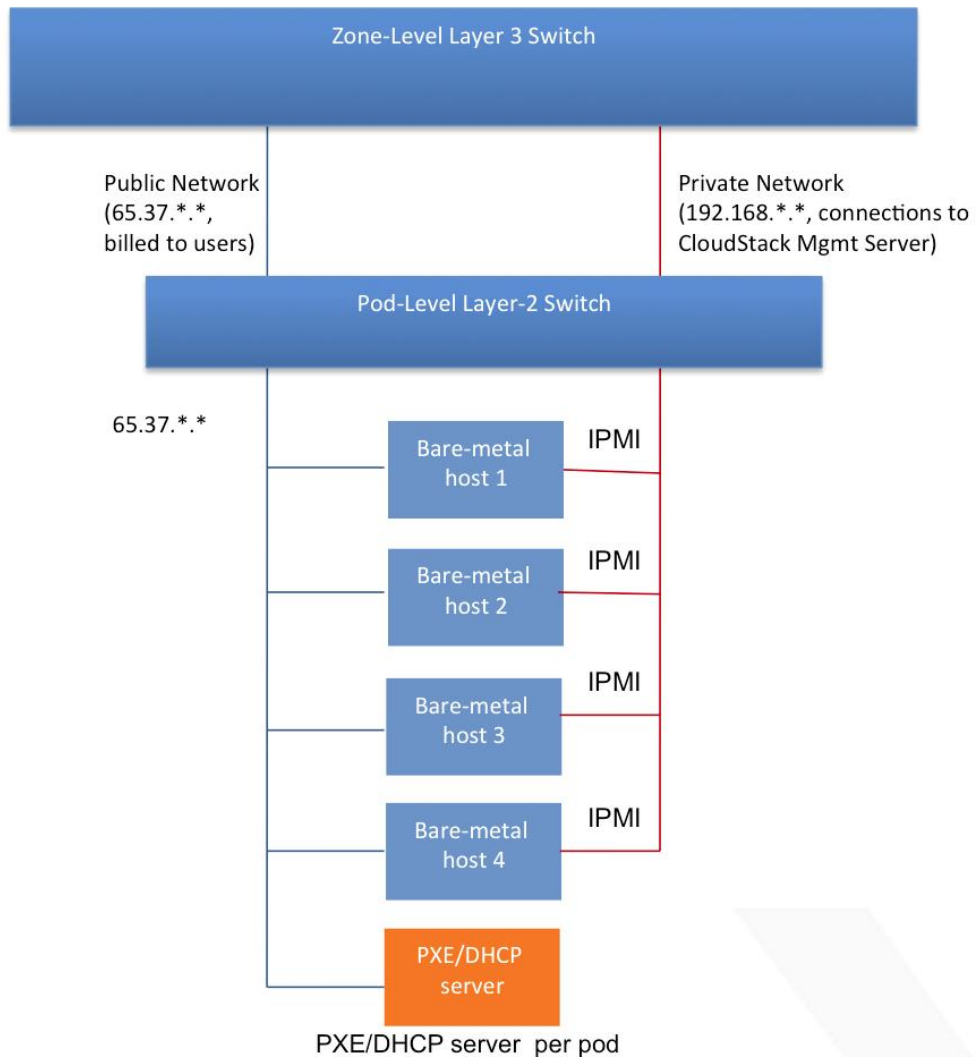 Zone-Level Layer 3 Switch
Public Network
(65.37.*.*,
billed to users)
Private Network
(192.168.*.*, connections to
CloudStack Mgmt Server)
Pod-Level Layer-2 Switch
65.37.*.*
Bare-metal
host 1
IPMI
Bare-metal
host 2
IPMI
Bare-metal
host 3
IPMI
Bare-metal
host 4
IPMI
PXE/DHCP
server
PXE/DHCP server per pod